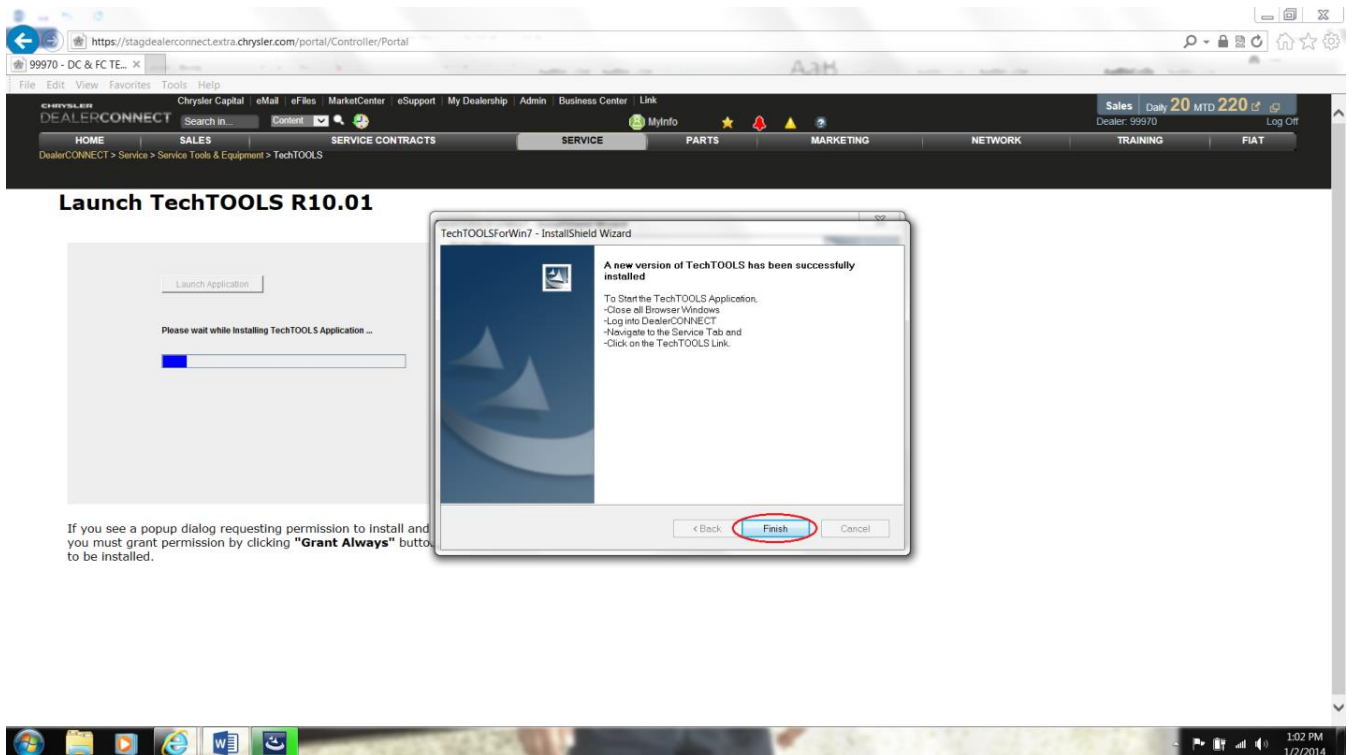 https://stagdealerconnect.extra.chrysler.com/portal/Controller/Portal
99970 - DC & FC TE...
File Edit View Favorites Tools Help
CHRYSLER
DEALERCONNECT
Chrysler Capital eMail eFiles MarketCenter eSupport My Dealership Admin Business Center Link
Search in... Content MyInfo
Sales Daily 20 MTD 220
Dealer: 99970 Log Off
HOME SALES SERVICE CONTRACTS SERVICE PARTS MARKETING NETWORK TRAINING FIAT
DealerCONNECT > Service > Service Tools & Equipment > TechTOOLS
Launch TechTOOLS R10.01
Launch Application
Please wait while Installing TechTOOLS Application ...
If you see a popup dialog requesting permission to install and
you must grant permission by clicking "Grant Always"
to be installed.
TechTOOLSForWin7 - InstallShield Wizard
A new version of TechTOOLS has been successfully
installed
To Start the TechTOOLS Application,
-Close all Browser Windows
-Log into DealerCONNECT
-Navigate to the Service Tab and
-Click on the TechTOOLS Link.
< Back Finish Cancel
1:02 PM
1/2/2014